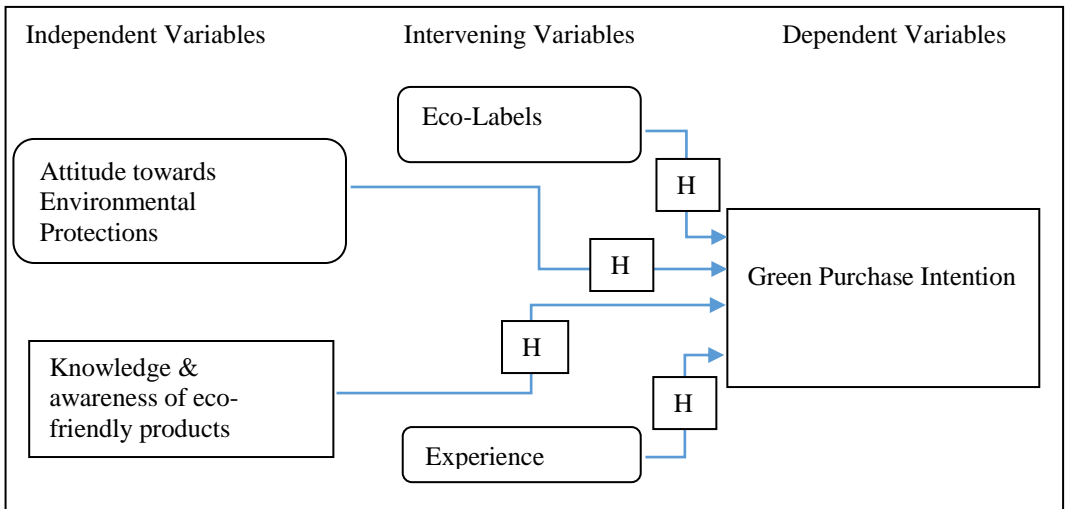 Independent Variables
Intervening Variables
Dependent Variables
Eco-Labels
Attitude towards
Environmental
Protections
H
H
Green Purchase Intention
H
Knowledge &
awareness of eco-
friendly products
H
Experience